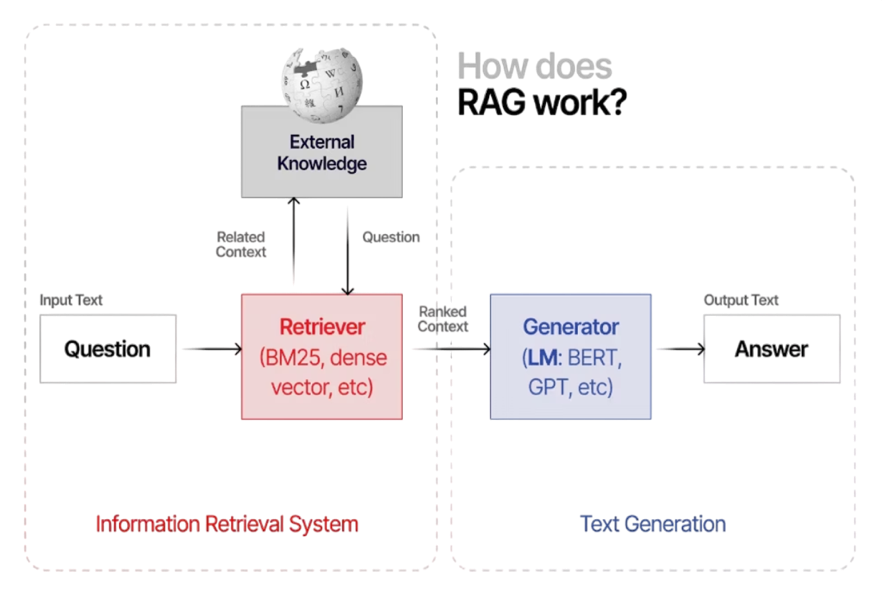 How does
RAG work?
External
Knowledge
Related
Context
Question
Input Text
Question
Retriever
(BM25, dense
vector, etc)
Ranked
Context
Generator
(LM: BERT,
GPT, etc)
Output Text
Answer
Information Retrieval System
Text Generation